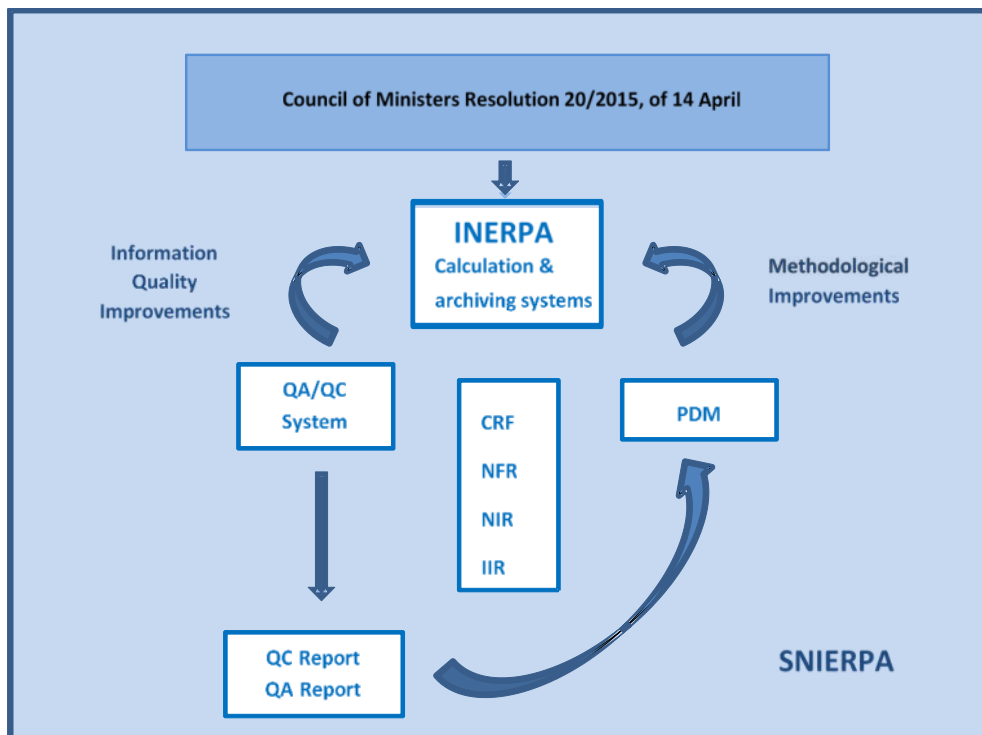 Council of Ministers Resolution 20/2015, of 14 April
INERPA
Calculation &
archiving systems
Information
Quality
Improvements
Methodological
Improvements
QA/QC
System
CRF
NFR
NIR
IIR
PDM
QC Report
QA Report
SNIERPA